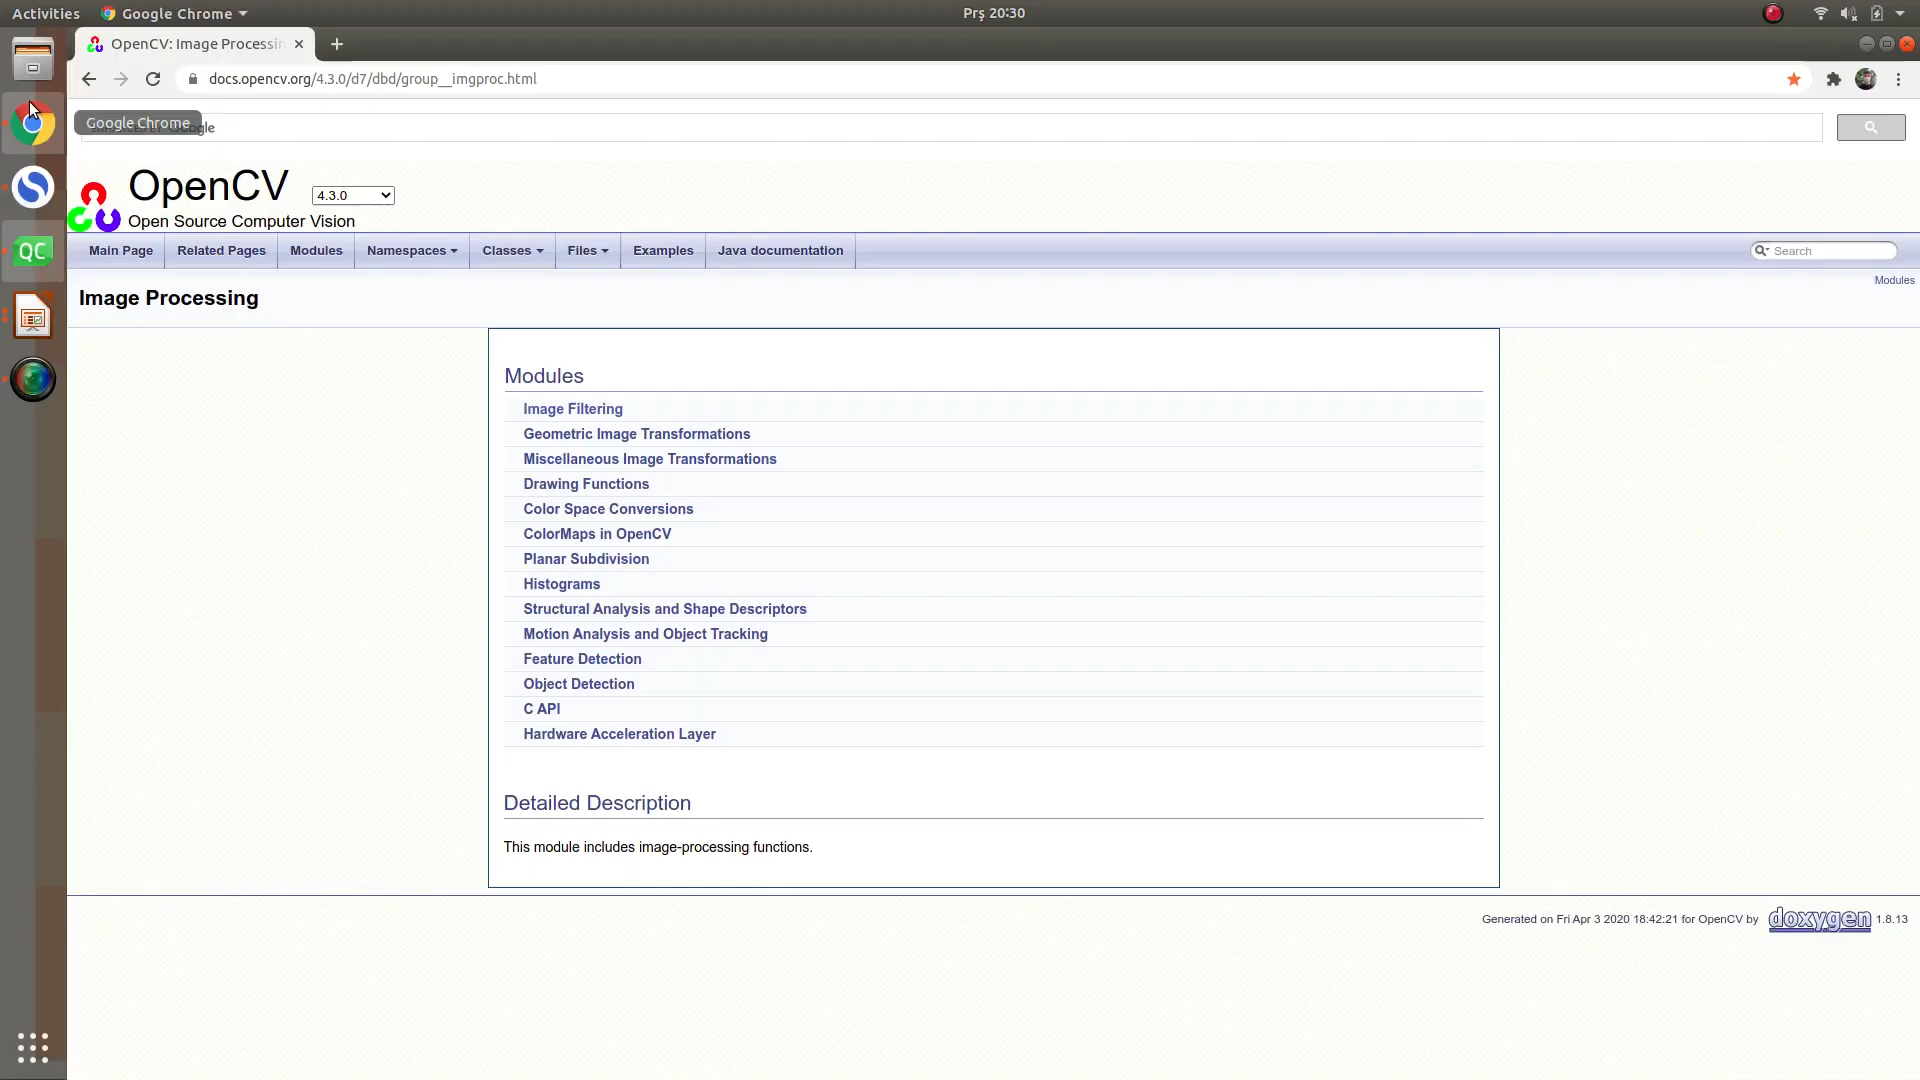 Activities
Google Chrome
Prş 20:30
OpenCV: Image Processin
docs.opencv.org/4.3.0/d7/dbd/group__imgproc.html
Google Chrome
Google
OpenCV
4.3.0
Open Source Computer Vision
Main Page
Related Pages
Modules
Namespaces
Classes
Files
Examples
Java documentation
Search
Modules
Image Processing
QC
Modules
Image Filtering
Geometric Image Transformations
Miscellaneous Image Transformations
Drawing Functions
Color Space Conversions
ColorMaps in OpenCV
Planar Subdivision
Histograms
Structural Analysis and Shape Descriptors
Motion Analysis and Object Tracking
Feature Detection
Object Detection
C API
Hardware Acceleration Layer
Detailed Description
This module includes image-processing functions.
Generated on Fri Apr 3 2020 18:42:21 for OpenCV by doxygen 1.8.13